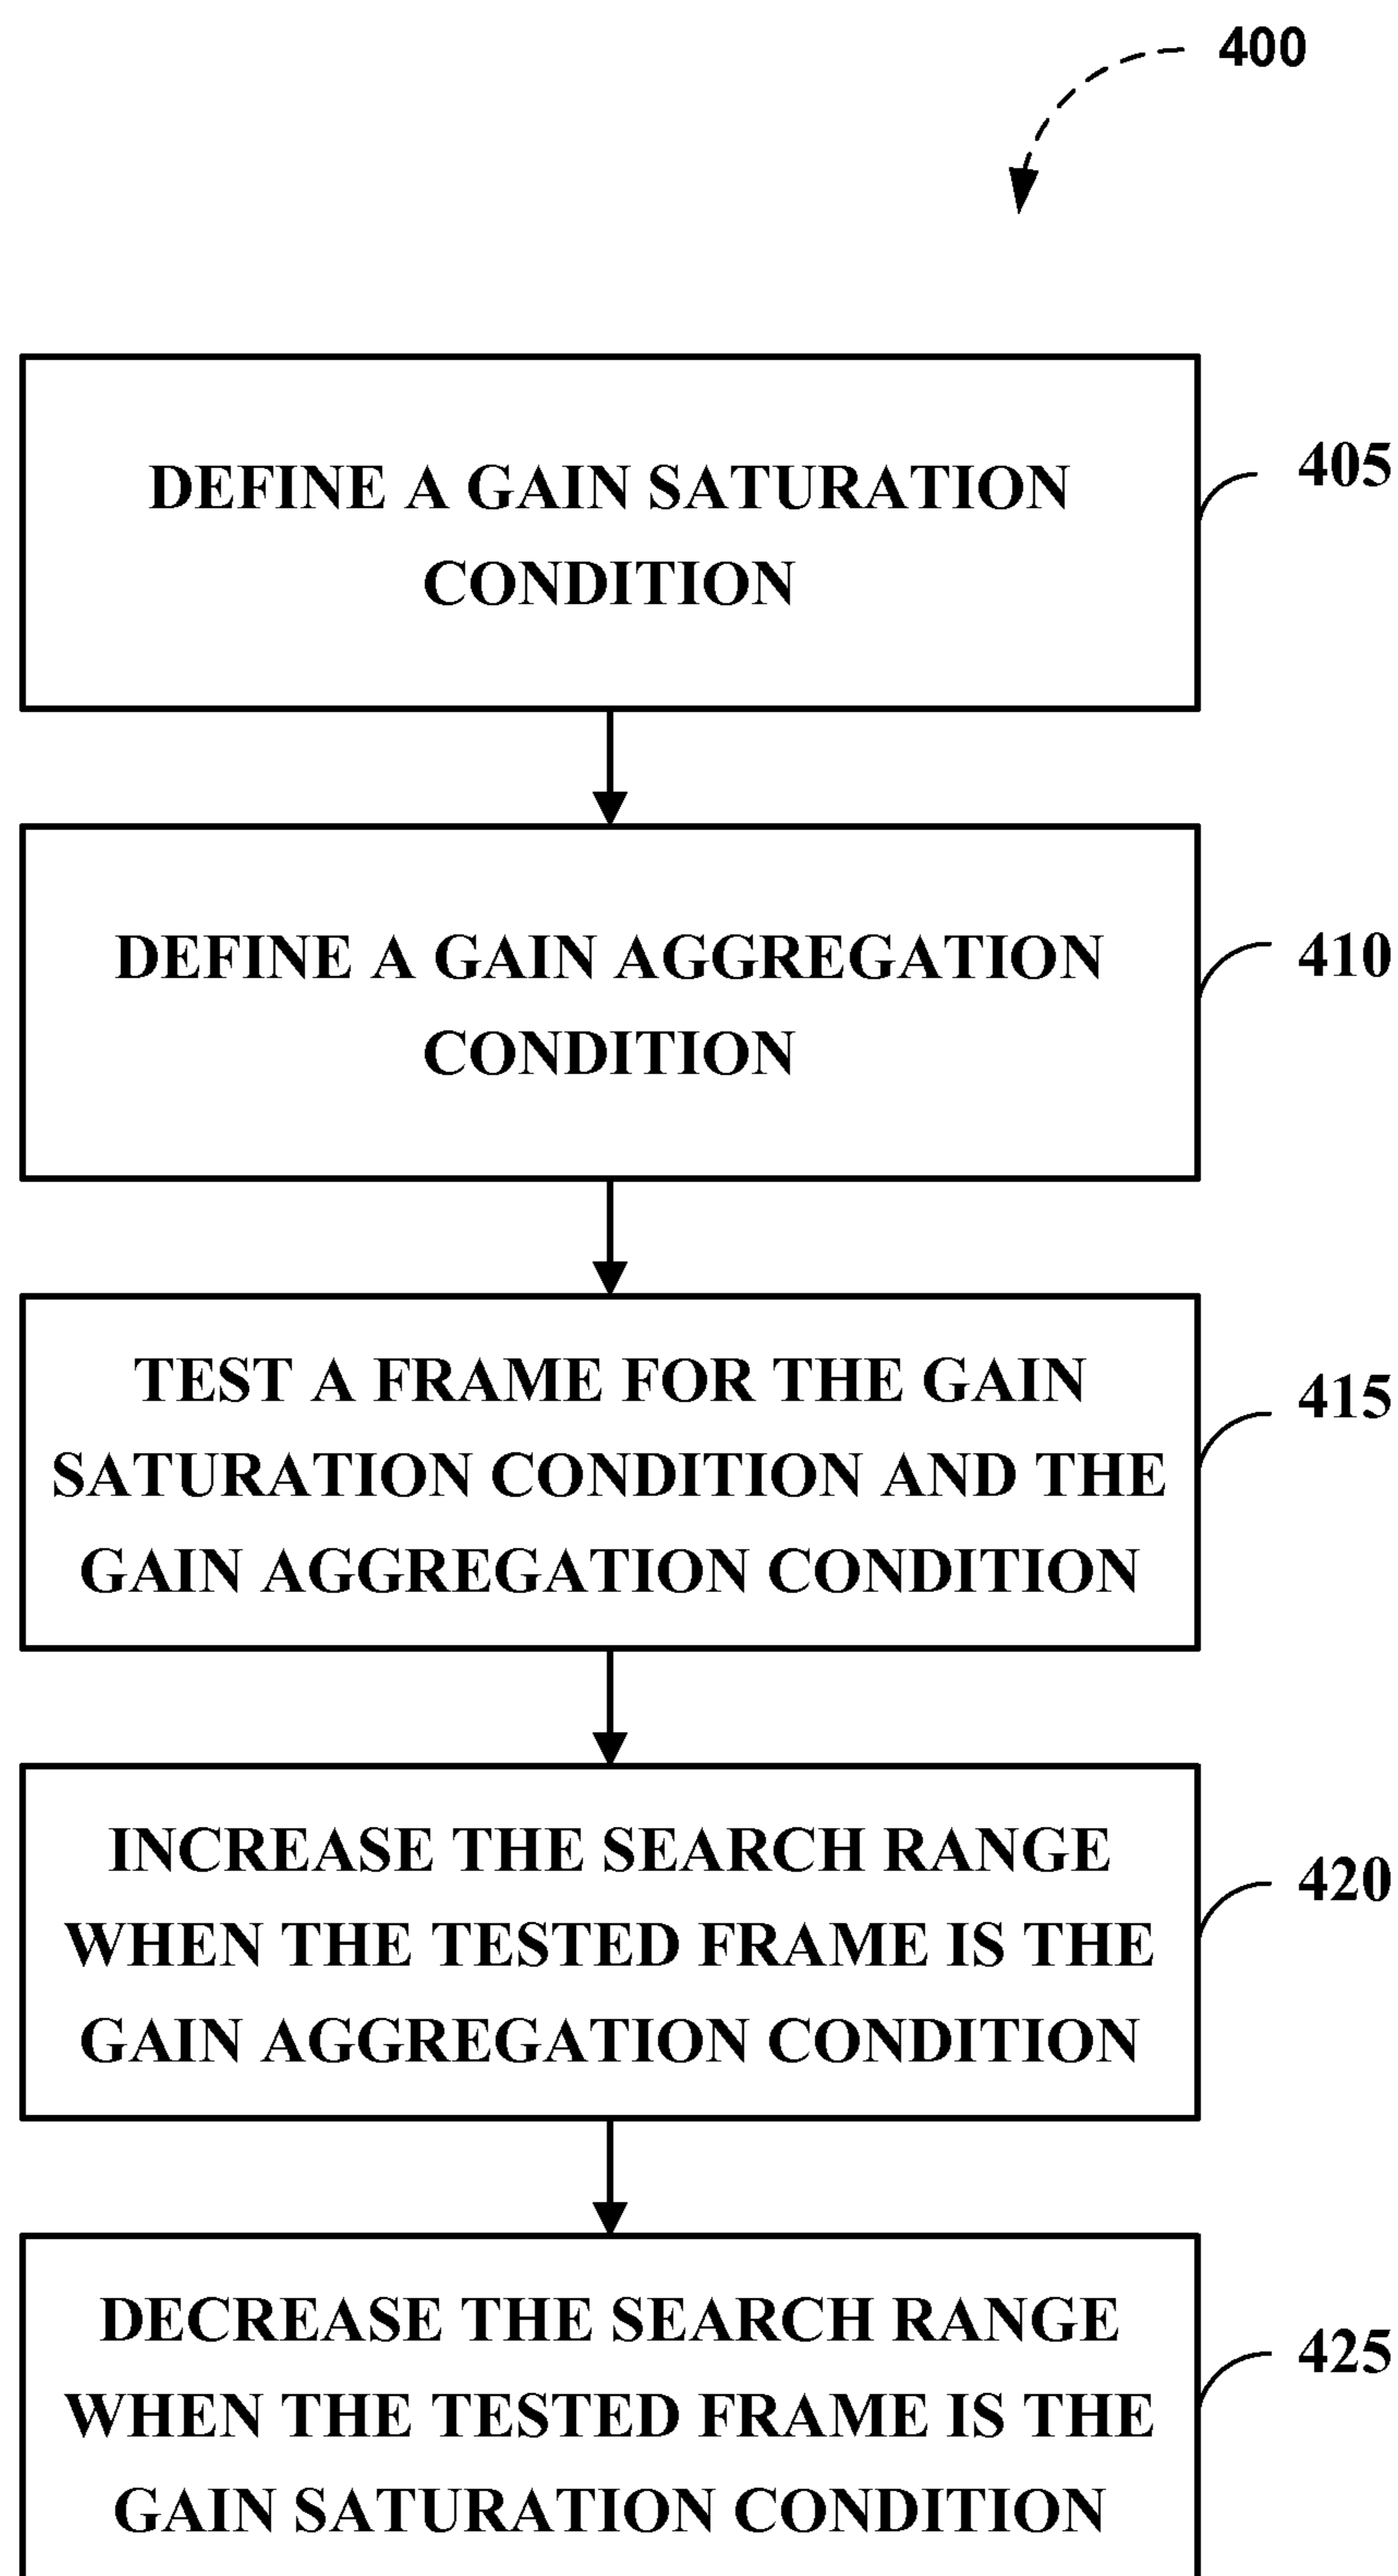 400
DEFINE A GAIN SATURATION
CONDITION
405
DEFINE A GAIN AGGREGATION
CONDITION
410
TEST A FRAME FOR THE GAIN
SATURATION CONDITION AND THE
GAIN AGGREGATION CONDITION
415
INCREASE THE SEARCH RANGE
WHEN THE TESTED FRAME IS THE
GAIN AGGREGATION CONDITION
420
DECREASE THE SEARCH RANGE
WHEN THE TESTED FRAME IS THE
GAIN SATURATION CONDITION
425